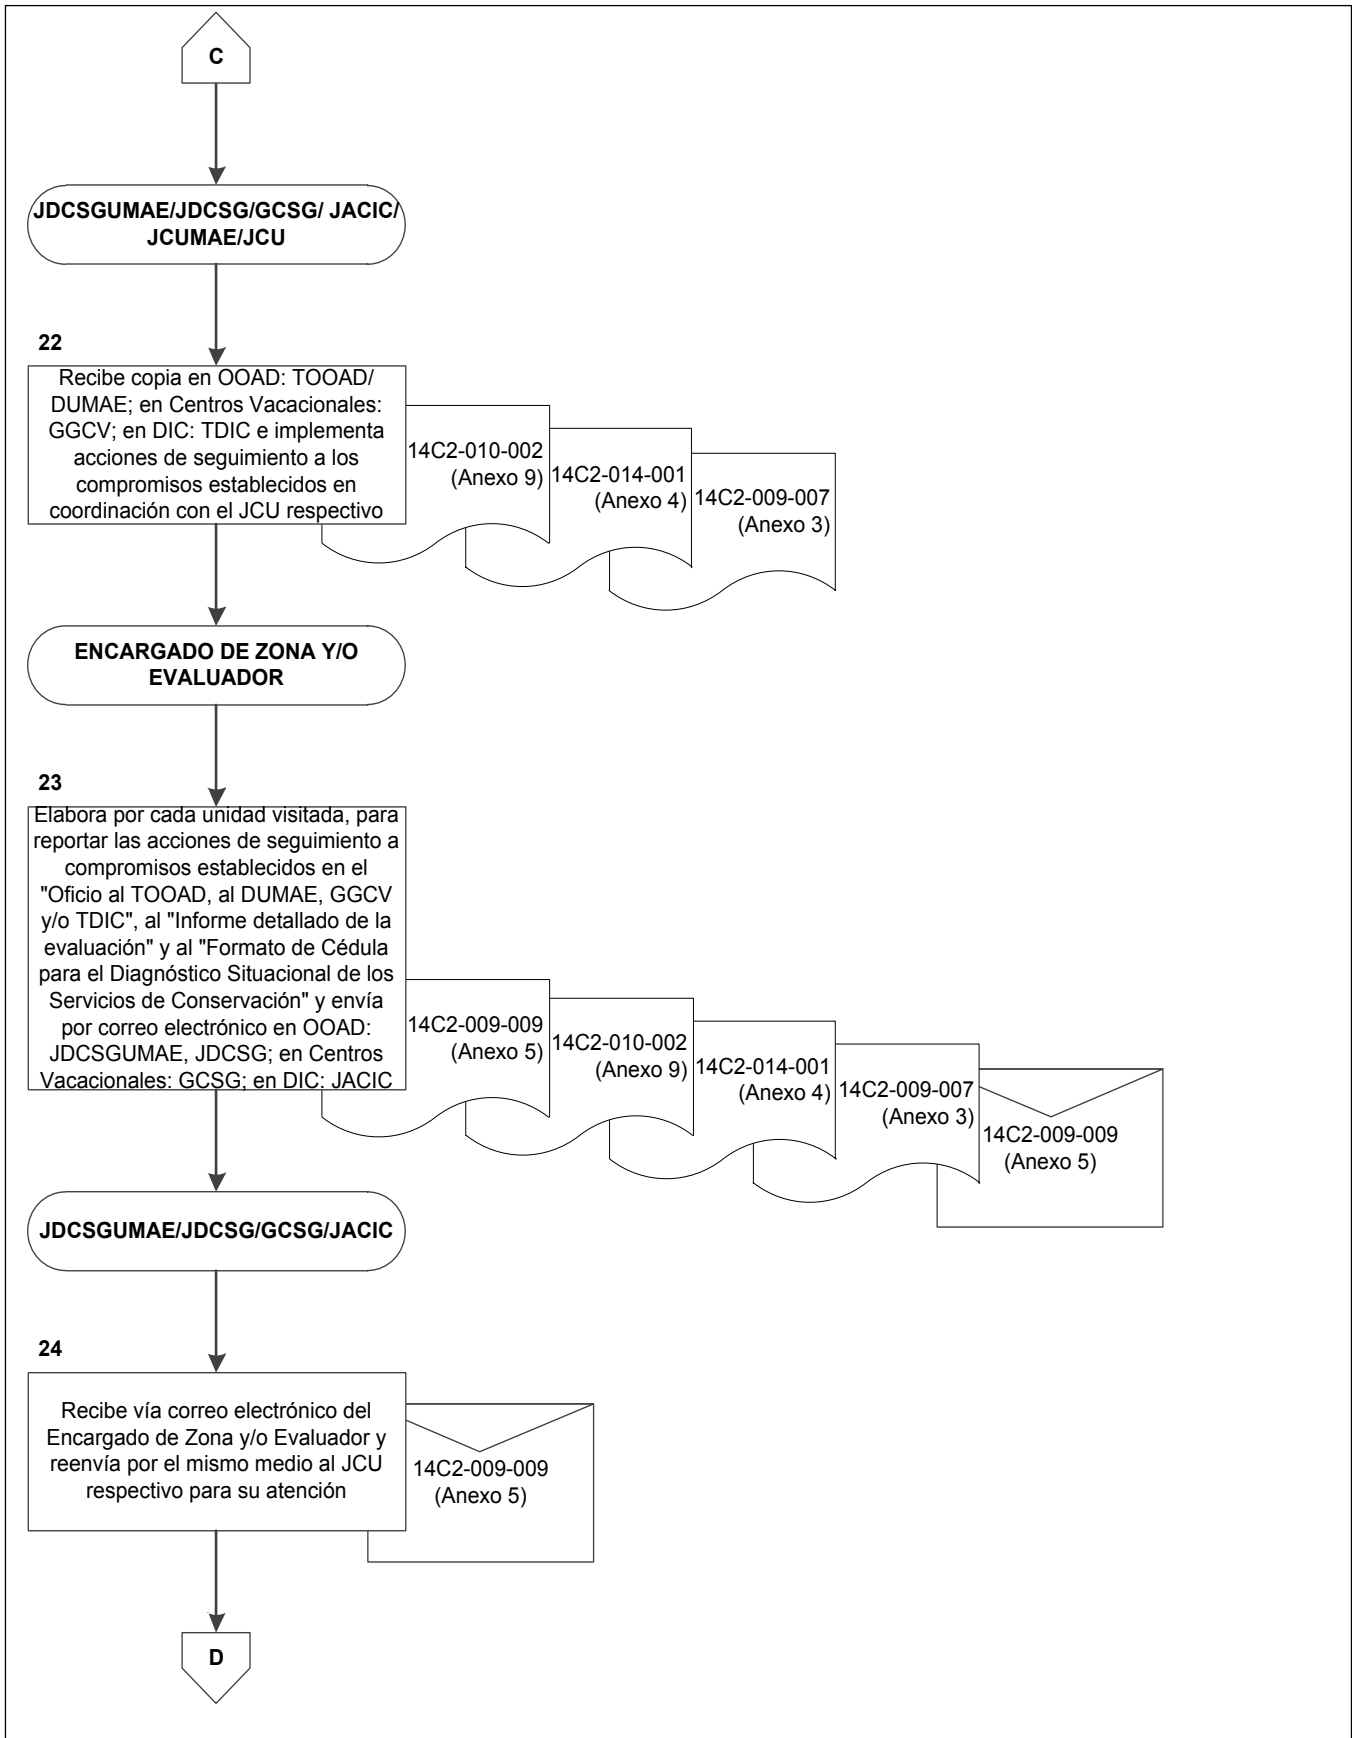 C
JDCSGUMAE/JDCSG/GCSG/ JACIC/
JCUMAE/JCU
22
Recibe copia en OOAD: TOOAD/
DUMAE; en Centros Vacacionales:
GGCV; en DIC: TDIC e implementa
acciones de seguimiento a los
compromisos establecidos en
coordinación con el JCU respectivo
14C2-010-002
(Anexo 9)
14C2-014-001
(Anexo 4)
14C2-009-007
(Anexo 3)
ENCARGADO DE ZONA Y/O
EVALUADOR
23
Elabora por cada unidad visitada, para
reportar las acciones de seguimiento a
compromisos establecidos en el
"Oficio al TOOAD, al DUMAE, GGCV
y/o TDIC", al "Informe detallado de la
evaluación" y al "Formato de Cédula
para el Diagnóstico Situacional de los
Servicios de Conservación" y envía
por correo electrónico en OOAD:
JDCSGUMAE, JDCSG; en Centros
Vacacionales: GCSG; en DIC: JACIC
14C2-009-009
(Anexo 5)
14C2-010-002
(Anexo 9)
14C2-014-001
(Anexo 4)
14C2-009-007
(Anexo 3)
14C2-009-009
(Anexo 5)
JDCSGUMAE/JDCSG/GCSG/JACIC
24
Recibe vía correo electrónico del
Encargado de Zona y/o Evaluador y
reenvía por el mismo medio al JCU
respectivo para su atención
14C2-009-009
(Anexo 5)
D